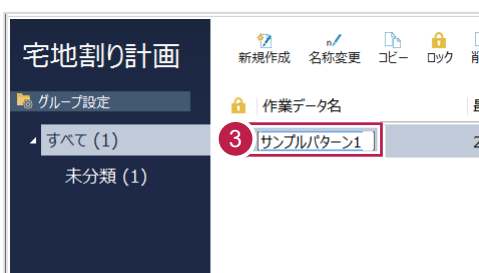 宅地割り計画
新規作成 名称変更 コピー ロック
グループ設定
作業データ名
すべて (1)
3 サンプルパターン1
未分類 (1)